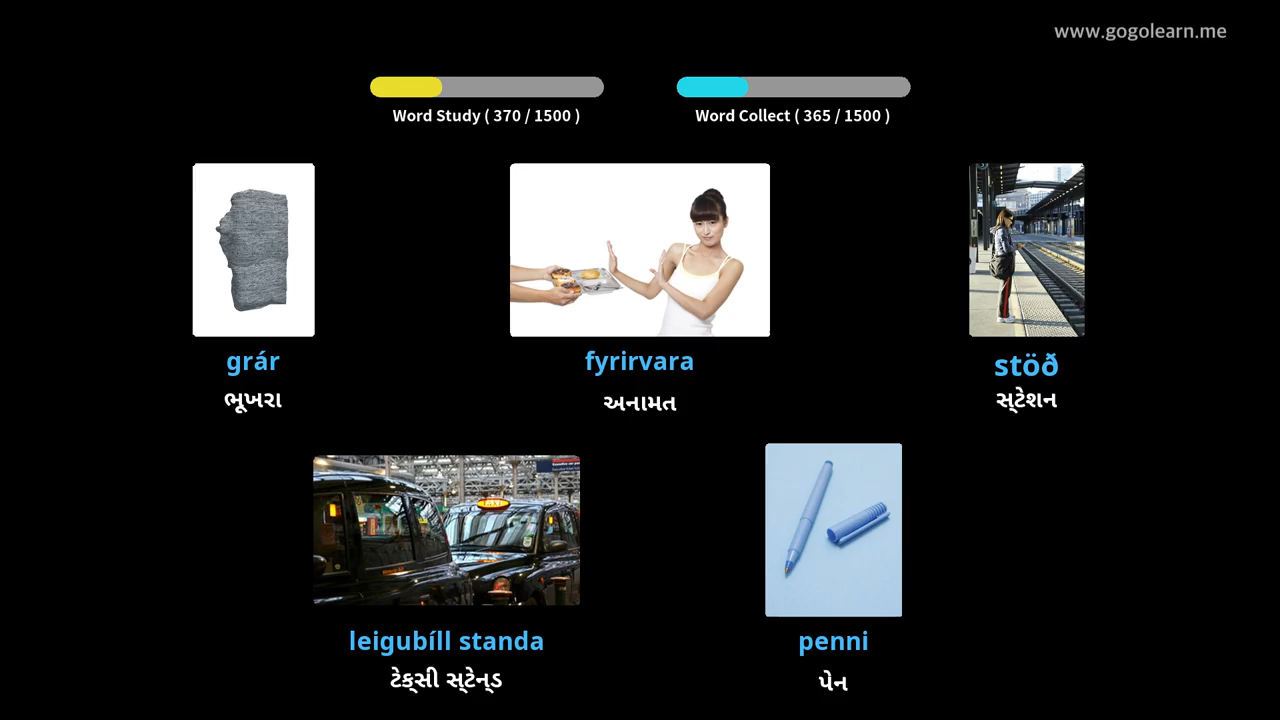 www.gogolearn.me
Word Study ( 370 / 1500 )
Word Collect ( 365 / 1500 )
grár
ભૂખરા
fyrirvara
અનામત
stöð
સ્ટેશન
TAXI
leigubíll standa
ટેક્સી સ્ટેન્ડ
penni
પેન